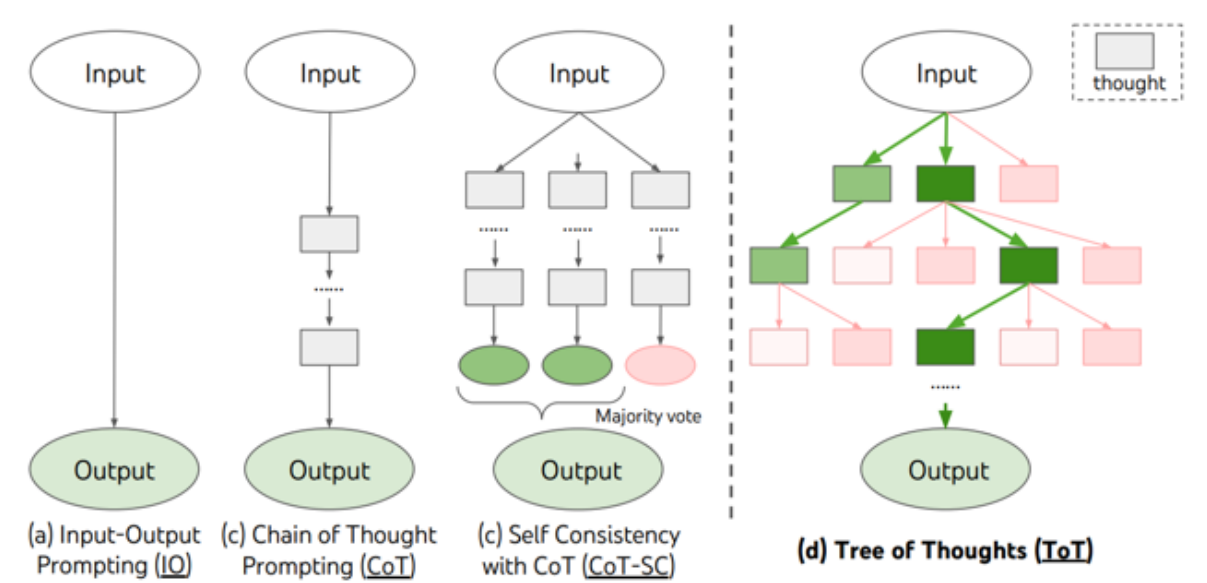 Input
Input
Input
Input
thought
......
......
......
......
......
Majority vote
Output
Output
Output
Output
(a) Input-Output
Prompting (IO)
(c) Chain of Thought
Prompting (CoT)
(c) Self Consistency
with CoT (CoT-SC)
(d) Tree of Thoughts (ToT)